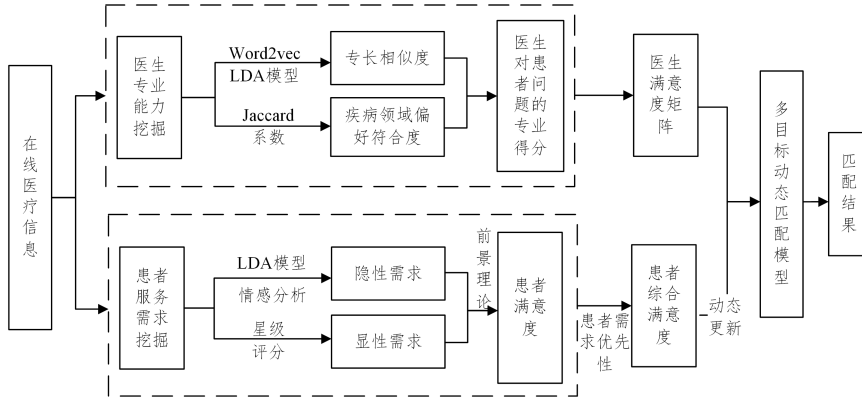 在线医疗信息
医生
专业
能力
挖掘
Word2vec
LDA模型
专长相似度
Jaccard
系数
疾病领域偏
好符合度
医生
对患
者问
题的
专业
得分
医生
满意
度矩
阵
患者
服务
需求
挖掘
LDA模型
情感分析
隐性需求
星级
评分
显性需求
前景理论
患者
满意
度
患者需
求优先
性
患者
综合
满意度
动态
更新
多目标动态匹配模型
匹配结果